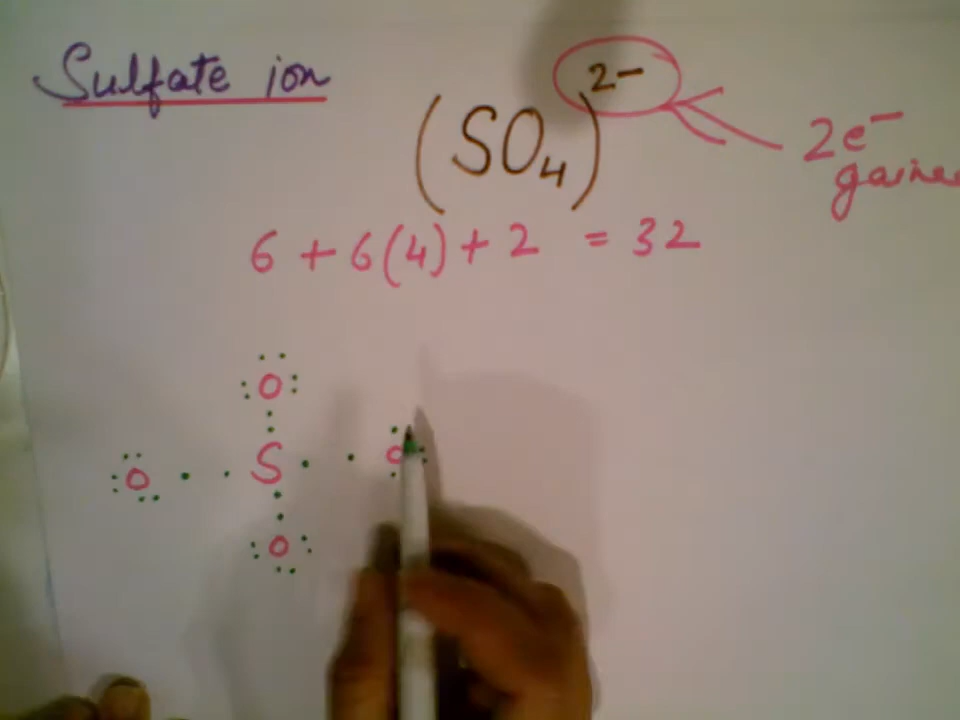 Sulfate ion
(SO₄)²⁻
2e⁻
6 + 6(4) + 2 = 32
O
O · · S · · O
O